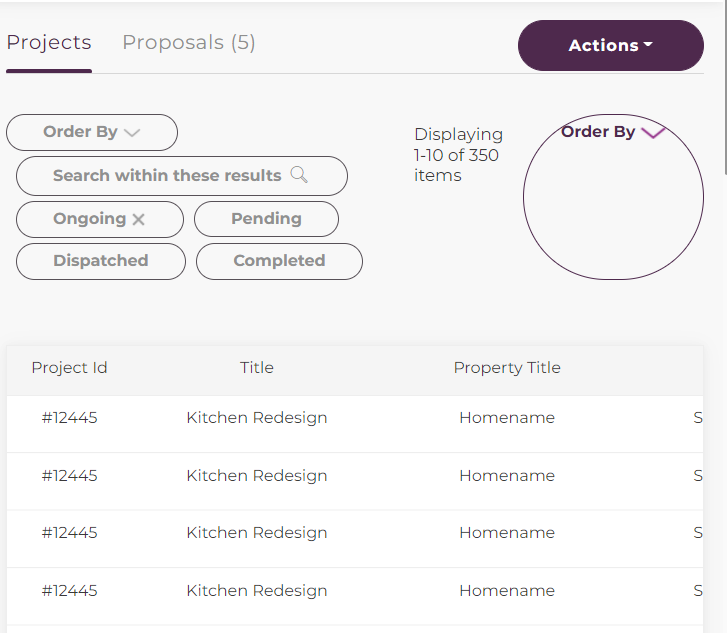 Projects Proposals (5) Actions
Order By
Search within these results
Ongoing Pending
Dispatched Completed
Displaying
1-10 of 350
items
Order By
Project Id Title Property Title
#12445 Kitchen Redesign Homename S
#12445 Kitchen Redesign Homename S
#12445 Kitchen Redesign Homename S
#12445 Kitchen Redesign Homename S